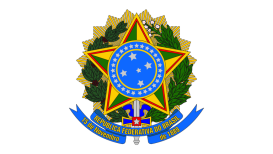 REPÚBLICA FEDERATIVA DO BRASIL
15 de Novembro
de 1889